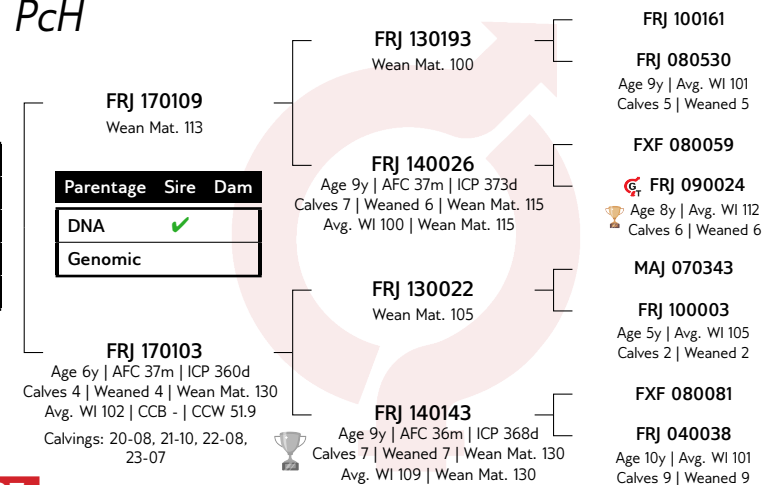 PcH
FRJ 170109
Wean Mat. 113
Parentage Sire Dam
DNA ✔
Genomic
FRJ 170103
Age 6y | AFC 37m | ICP 360d
Calves 4 | Weaned 4 | Wean Mat. 130
Avg. WI 102 | CCB - | CCW 51.9
Calvings: 20-08, 21-10, 22-08,
23-07
FRJ 130193
Wean Mat. 100
FRJ 140026
Age 9y | AFC 37m | ICP 373d
Calves 7 | Weaned 6 | Wean Mat. 115
Avg. WI 100 | Wean Mat. 115
FRJ 130022
Wean Mat. 105
FRJ 140143
Age 9y | AFC 36m | ICP 368d
Calves 7 | Weaned 7 | Wean Mat. 130
Avg. WI 109 | Wean Mat. 130
FRJ 100161
FRJ 080530
Age 9y | Avg. WI 101
Calves 5 | Weaned 5
FXF 080059
GT FRJ 090024
Age 8y | Avg. WI 112
Calves 6 | Weaned 6
MAJ 070343
FRJ 100003
Age 5y | Avg. WI 105
Calves 2 | Weaned 2
FXF 080081
FRJ 040038
Age 10y | Avg. WI 101
Calves 9 | Weaned 9